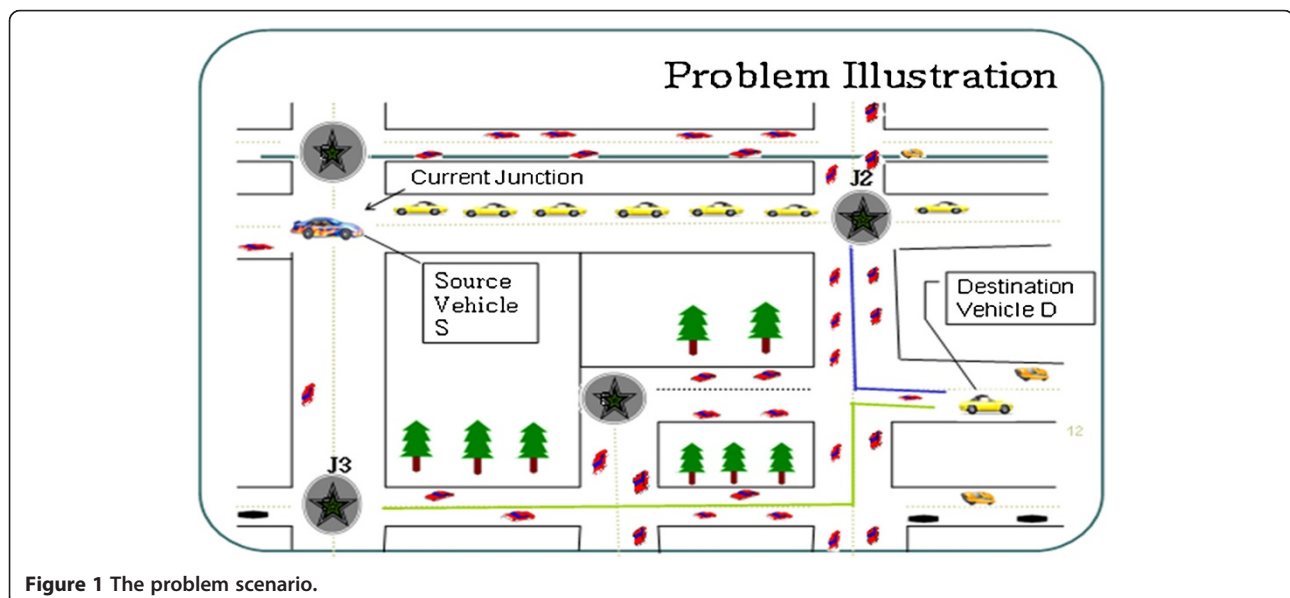 Problem Illustration
Current Junction
J2
Source
Vehicle
S
Destination
Vehicle D
12
J3
Figure 1 The problem scenario.